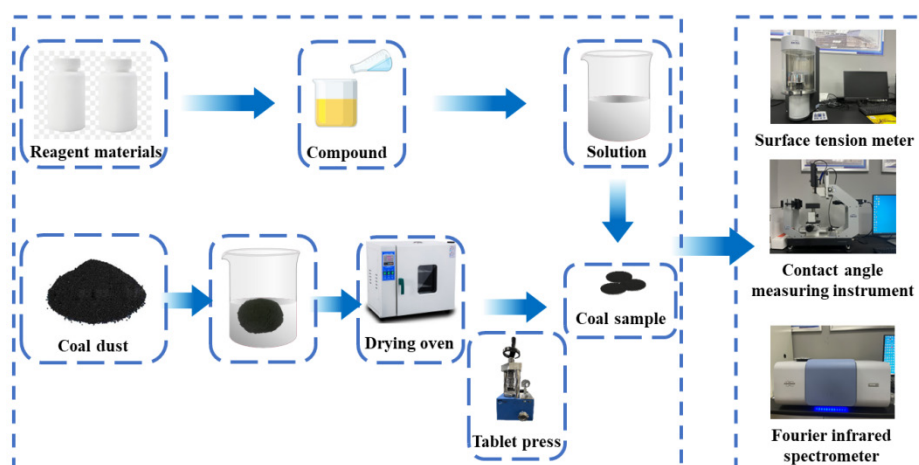 Reagent materials
Compound
Solution
Coal dust
Drying oven
Coal sample
Tablet press
Surface tension meter
Contact angle
measuring instrument
Fourier infrared
spectrometer